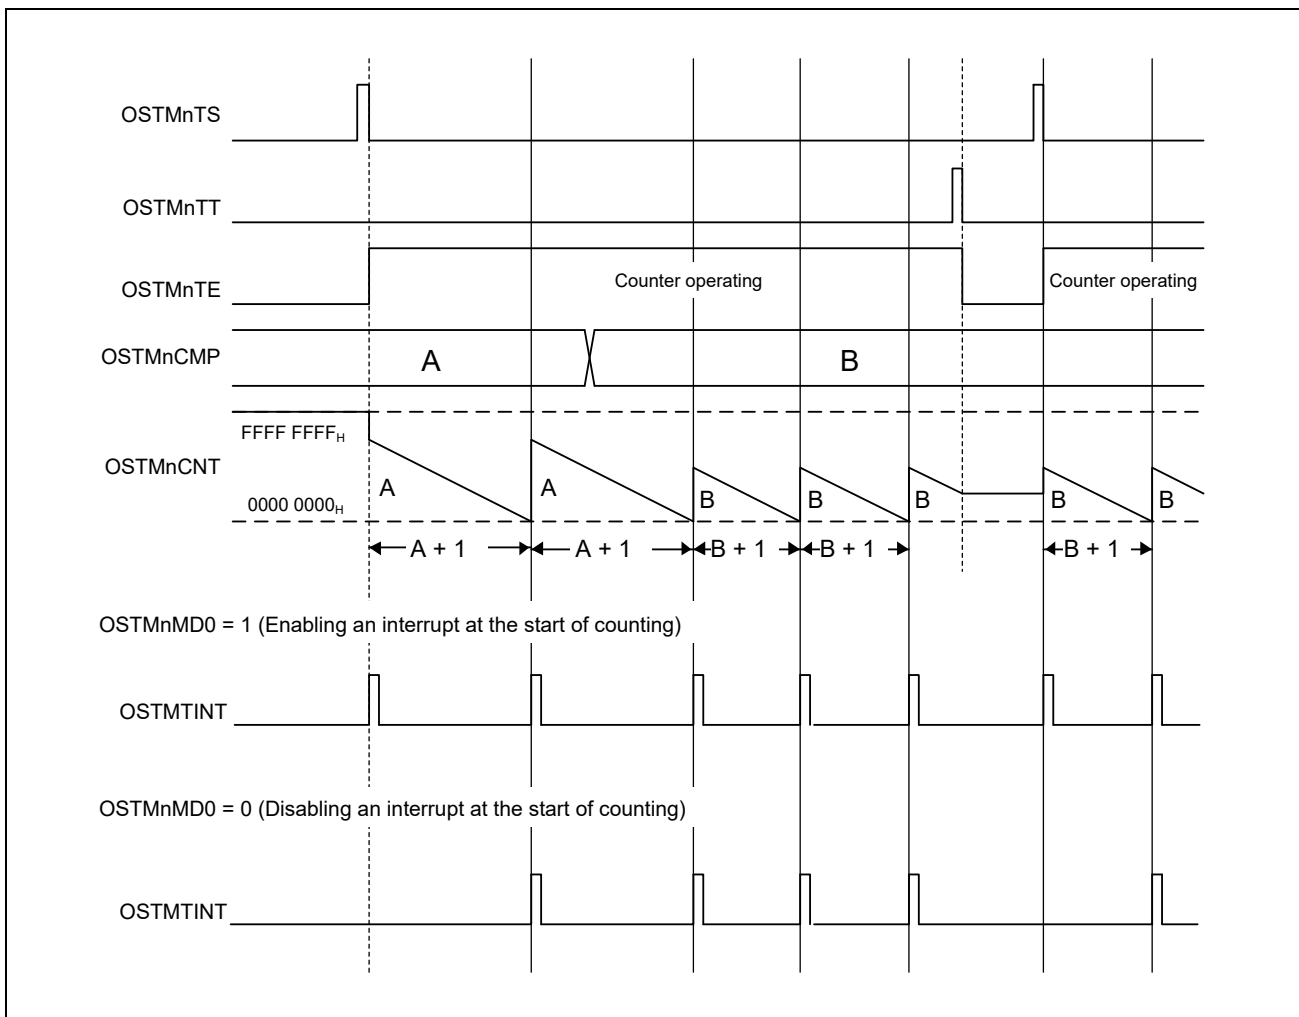 OSTMnTS
OSTMnTT
OSTMnTE
Counter operating
Counter operating
OSTMnCMP
A
B
FFFF FFFFH
OSTMnCNT
A
A
B
B
B
B
B
0000 0000H
A + 1
A + 1
B + 1
B + 1
B + 1
OSTMnMD0 = 1 (Enabling an interrupt at the start of counting)
OSTMTINT
OSTMnMD0 = 0 (Disabling an interrupt at the start of counting)
OSTMTINT